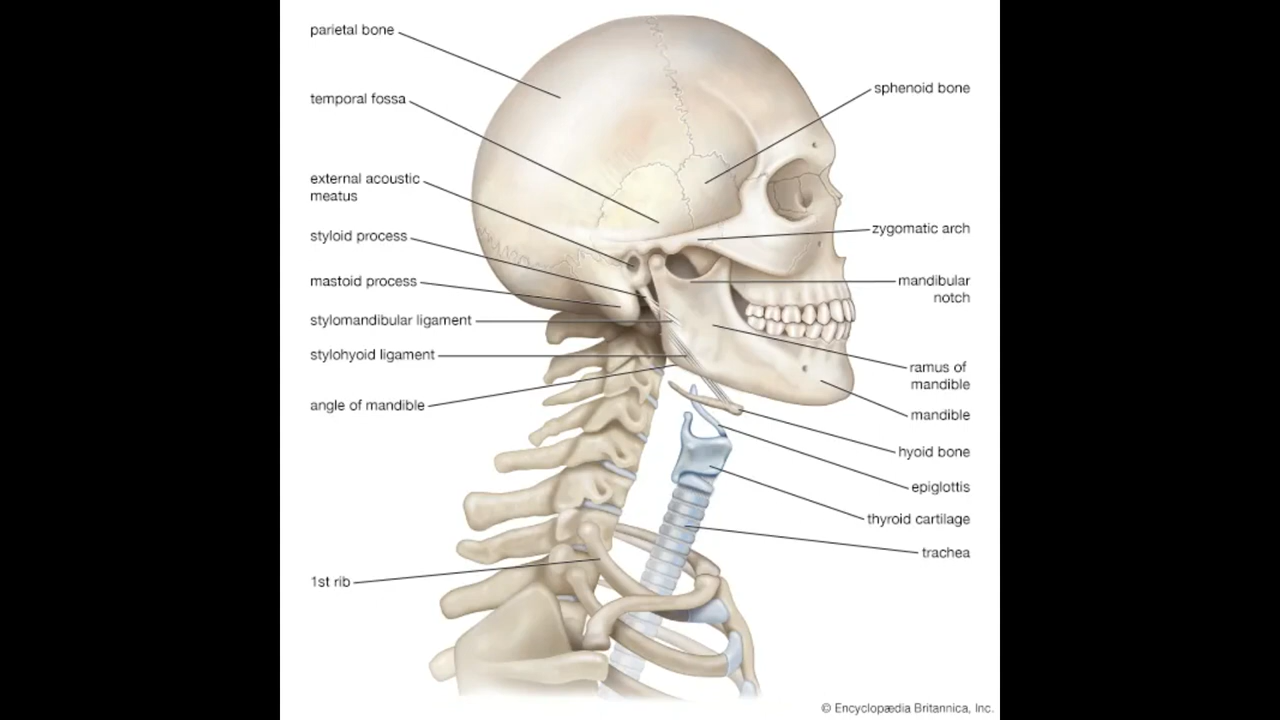 parietal bone
temporal fossa
external acoustic
meatus
styloid process
mastoid process
stylomandibular ligament
stylohyoid ligament
angle of mandible
1st rib
sphenoid bone
zygomatic arch
mandibular
notch
ramus of
mandible
mandible
hyoid bone
epiglottis
thyroid cartilage
trachea
© Encyclopædia Britannica, Inc.